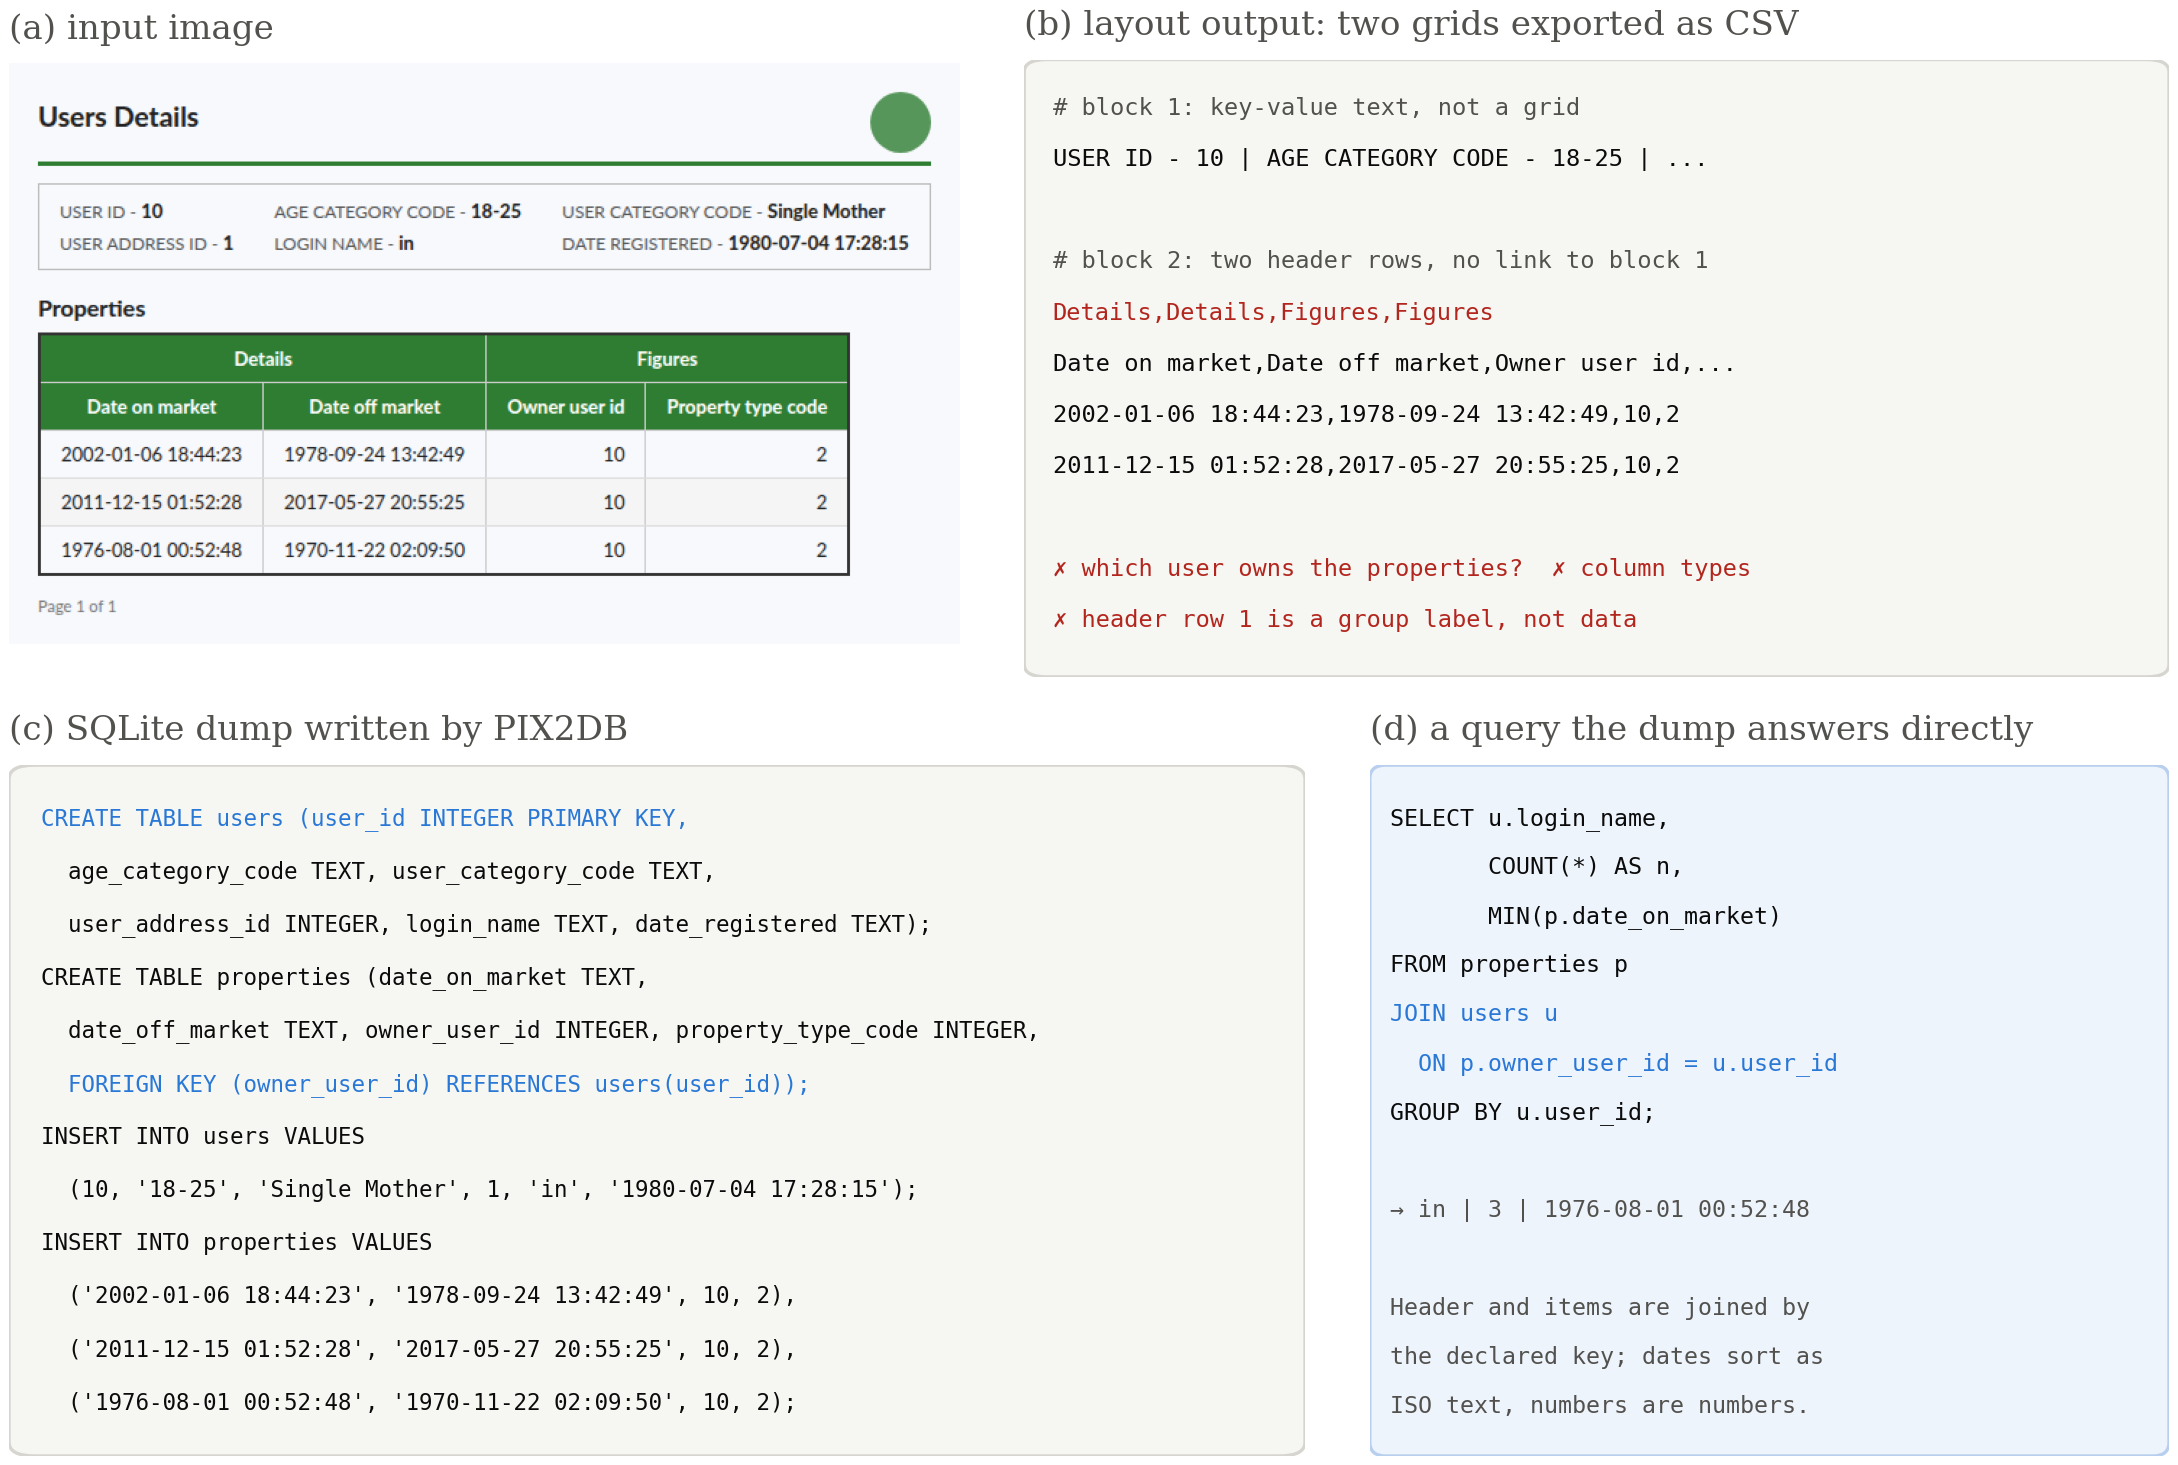 (a) input image
Users Details
USER ID - 10 AGE CATEGORY CODE - 18-25 USER CATEGORY CODE - Single Mother
USER ADDRESS ID - 1 LOGIN NAME - in DATE REGISTERED - 1980-07-04 17:28:15
Properties
Details Figures
Date on market Date off market Owner user id Property type code
2002-01-06 18:44:23 1978-09-24 13:42:49 10 2
2011-12-15 01:52:28 2017-05-27 20:55:25 10 2
1976-08-01 00:52:48 1970-11-22 02:09:50 10 2
Page 1 of 1
(b) layout output: two grids exported as CSV
# block 1: key-value text, not a grid
USER ID - 10 | AGE CATEGORY CODE - 18-25 | ...
# block 2: two header rows, no link to block 1
Details,Details,Figures,Figures
Date on market,Date off market,Owner user id,...
2002-01-06 18:44:23,1978-09-24 13:42:49,10,2
2011-12-15 01:52:28,2017-05-27 20:55:25,10,2
✗ which user owns the properties? ✗ column types
✗ header row 1 is a group label, not data
(c) SQLite dump written by PIX2DB
CREATE TABLE users (user_id INTEGER PRIMARY KEY,
age_category_code TEXT, user_category_code TEXT,
user_address_id INTEGER, login_name TEXT, date_registered TEXT);
CREATE TABLE properties (date_on_market TEXT,
date_off_market TEXT, owner_user_id INTEGER, property_type_code INTEGER,
FOREIGN KEY (owner_user_id) REFERENCES users(user_id));
INSERT INTO users VALUES
(10, '18-25', 'Single Mother', 1, 'in', '1980-07-04 17:28:15');
INSERT INTO properties VALUES
('2002-01-06 18:44:23', '1978-09-24 13:42:49', 10, 2),
('2011-12-15 01:52:28', '2017-05-27 20:55:25', 10, 2),
('1976-08-01 00:52:48', '1970-11-22 02:09:50', 10, 2);
(d) a query the dump answers directly
SELECT u.login_name,
COUNT(*) AS n,
MIN(p.date_on_market)
FROM properties p
JOIN users u
ON p.owner_user_id = u.user_id
GROUP BY u.user_id;
→ in | 3 | 1976-08-01 00:52:48
Header and items are joined by
the declared key; dates sort as
ISO text, numbers are numbers.